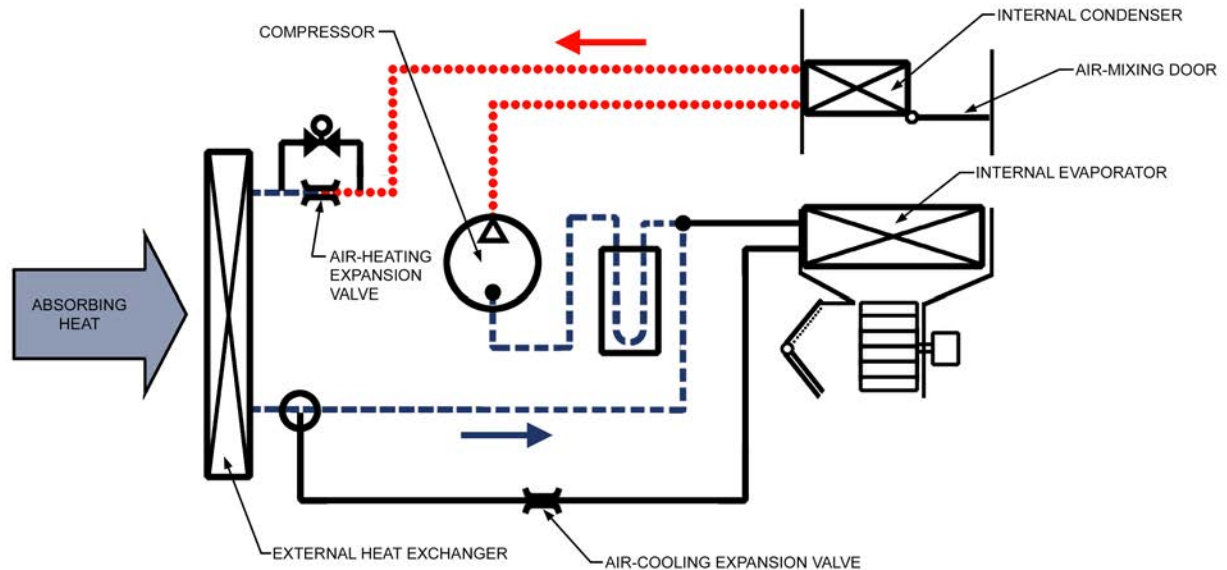 INTERNAL CONDENSER
COMPRESSOR
AIR-MIXING DOOR
INTERNAL EVAPORATOR
AIR-HEATING
EXPANSION
VALVE
ABSORBING
HEAT
EXTERNAL HEAT EXCHANGER
AIR-COOLING EXPANSION VALVE